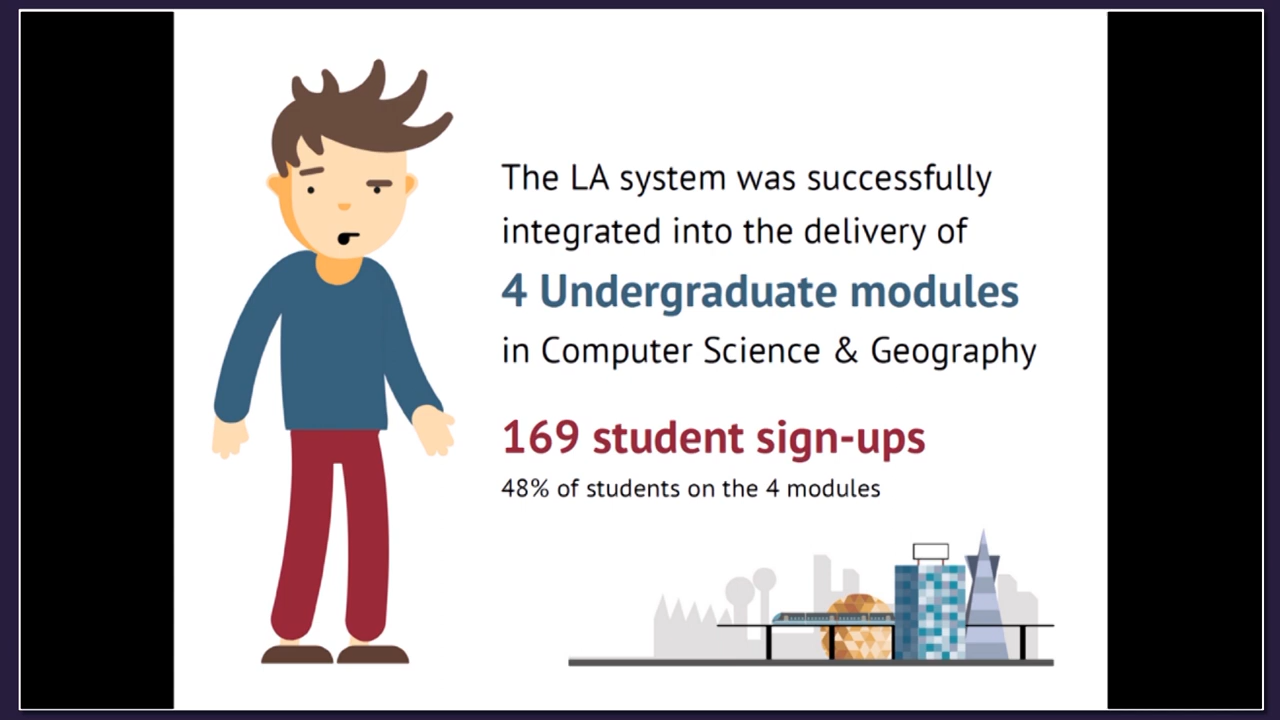 The LA system was successfully
integrated into the delivery of
4 Undergraduate modules
in Computer Science & Geography
169 student sign-ups
48% of students on the 4 modules